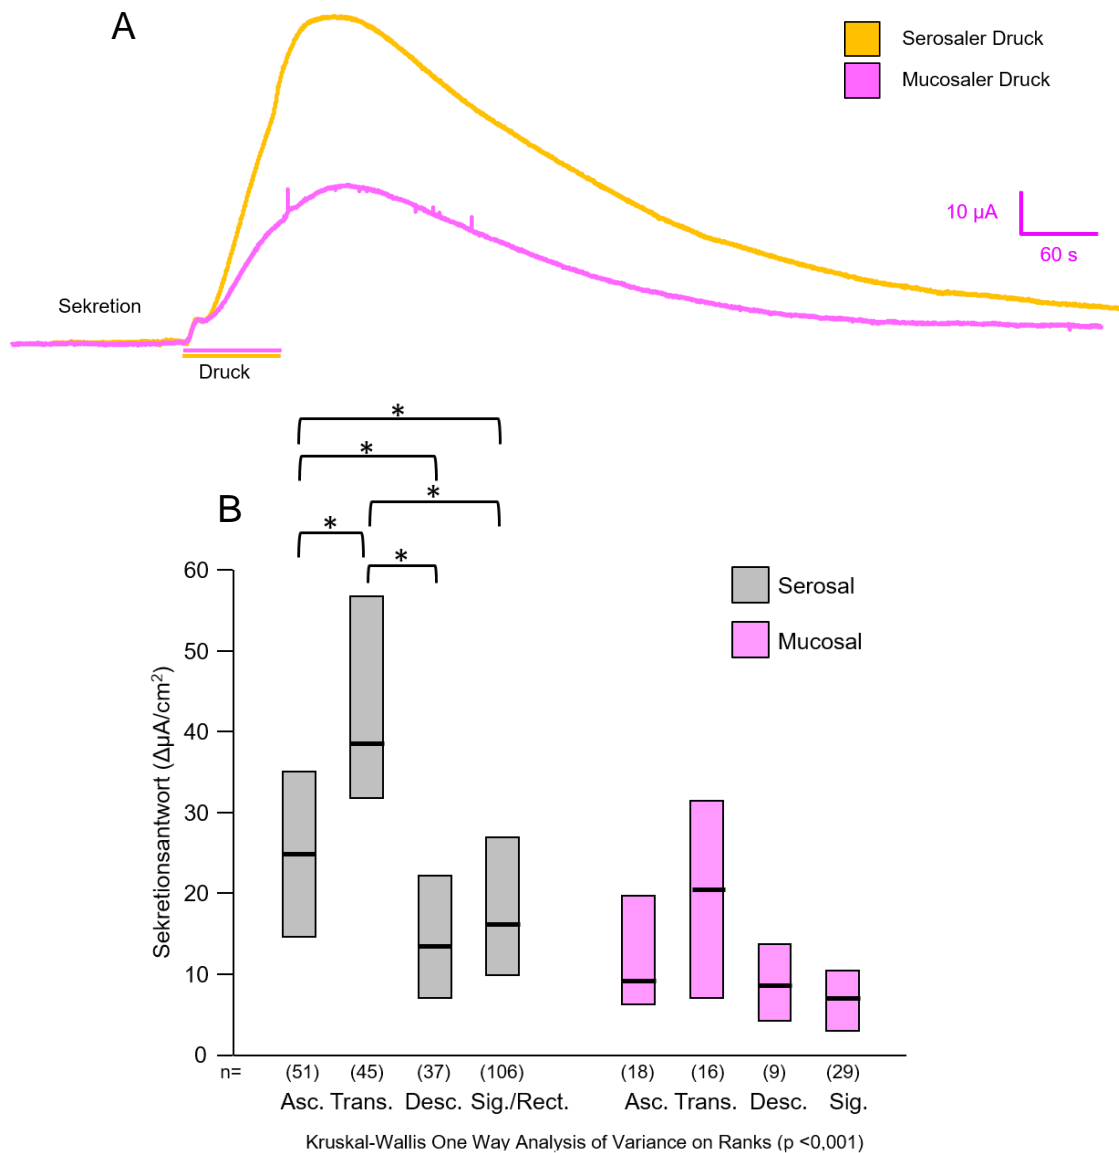 A
Serosaler Druck
Mucosaler Druck
10 µA
60 s
Sekretion
Druck
*
*
*
B
*
*
60
Serosal
Mucosal
50
40
30
20
10
0
Sekretionsantwort (ΔµA/cm²)
n= (51) (45) (37) (106) (18) (16) (9) (29)
Asc. Trans. Desc. Sig./Rect. Asc. Trans. Desc. Sig.
Kruskal-Wallis One Way Analysis of Variance on Ranks (p <0,001)